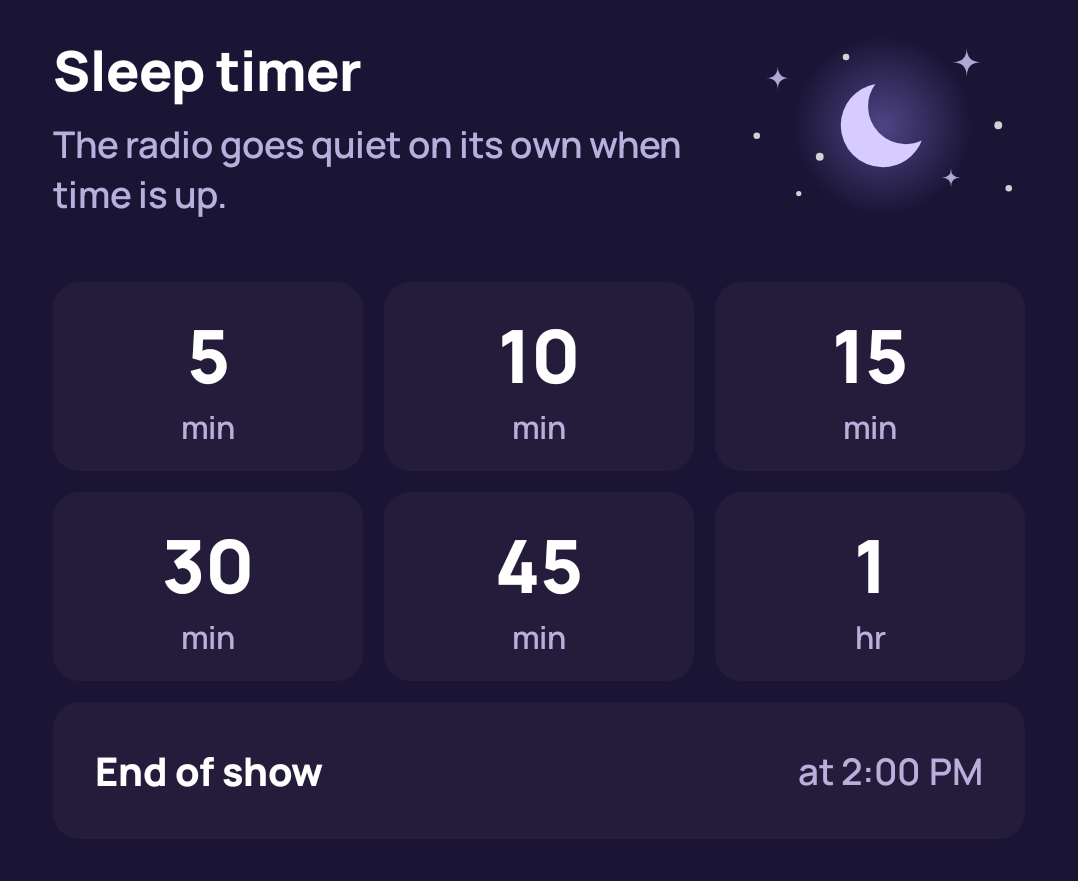 Sleep timer
The radio goes quiet on its own when
time is up.
5
min
10
min
15
min
30
min
45
min
1
hr
End of show
at 2:00 PM